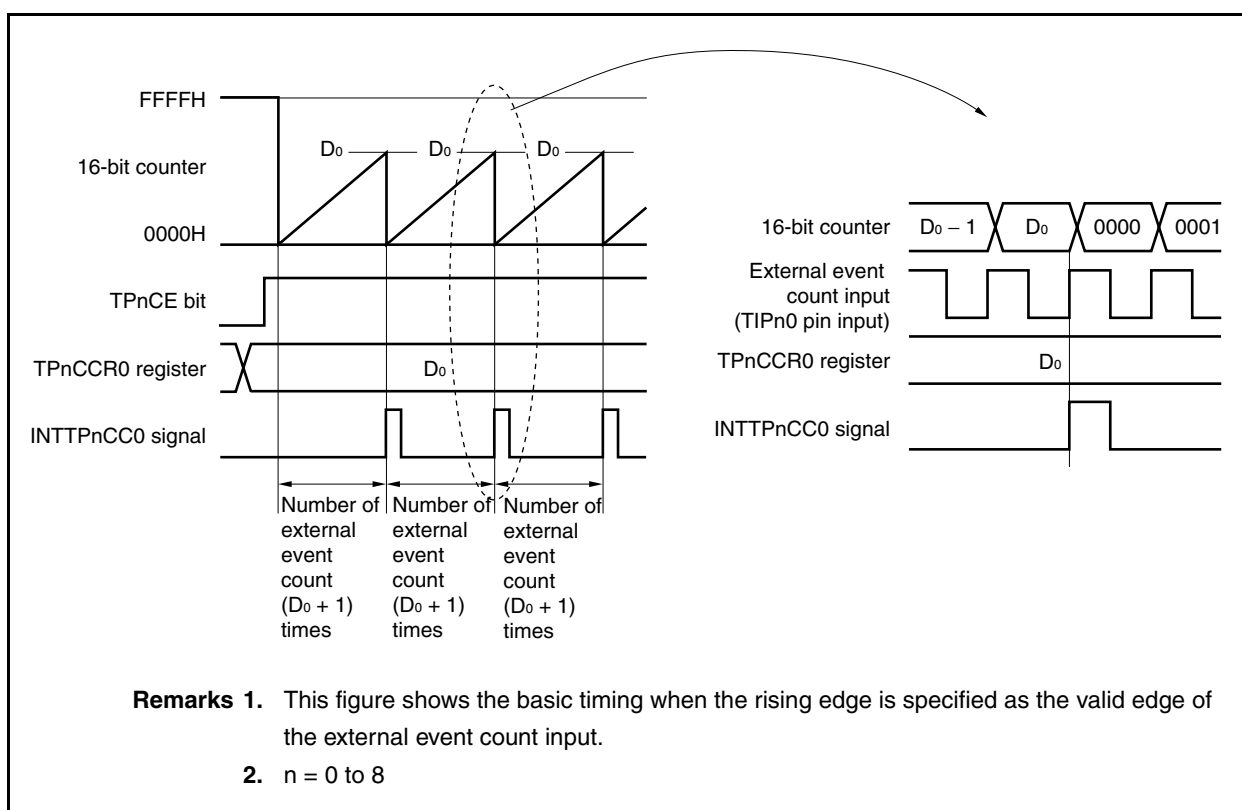 FFFFH
16-bit counter
0000H
D₀
D₀
D₀
TPnCE bit
TPnCCR0 register
D₀
INTTPnCC0 signal
Number of
external
event
count
(D₀ + 1)
times
Number of
external
event
count
(D₀ + 1)
times
Number of
external
event
count
(D₀ + 1)
times
16-bit counter
D₀ – 1
D₀
0000
0001
External event
count input
(TIPn0 pin input)
TPnCCR0 register
D₀
INTTPnCC0 signal
Remarks 1. This figure shows the basic timing when the rising edge is specified as the valid edge of
the external event count input.
2. n = 0 to 8